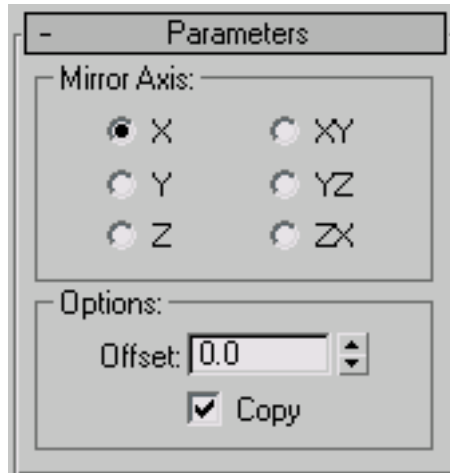 - Parameters
Mirror Axis:
X XY
Y YZ
Z ZX
Options:
Offset: 0.0
Copy